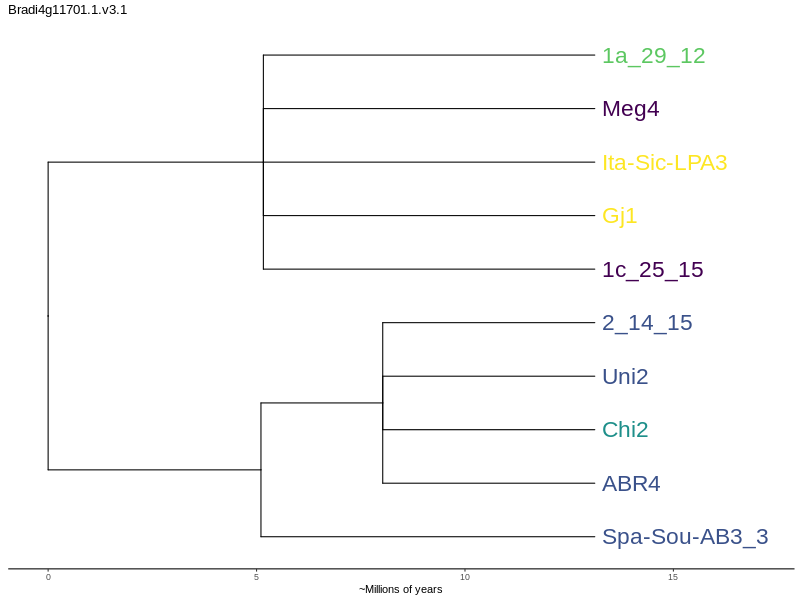 Bradi4g11701.1.v3.1
1a_29_12
Meg4
Ita-Sic-LPA3
Gj1
1c_25_15
2_14_15
Uni2
Chi2
ABR4
Spa-Sou-AB3_3
0 5 10 15
~Millions of years